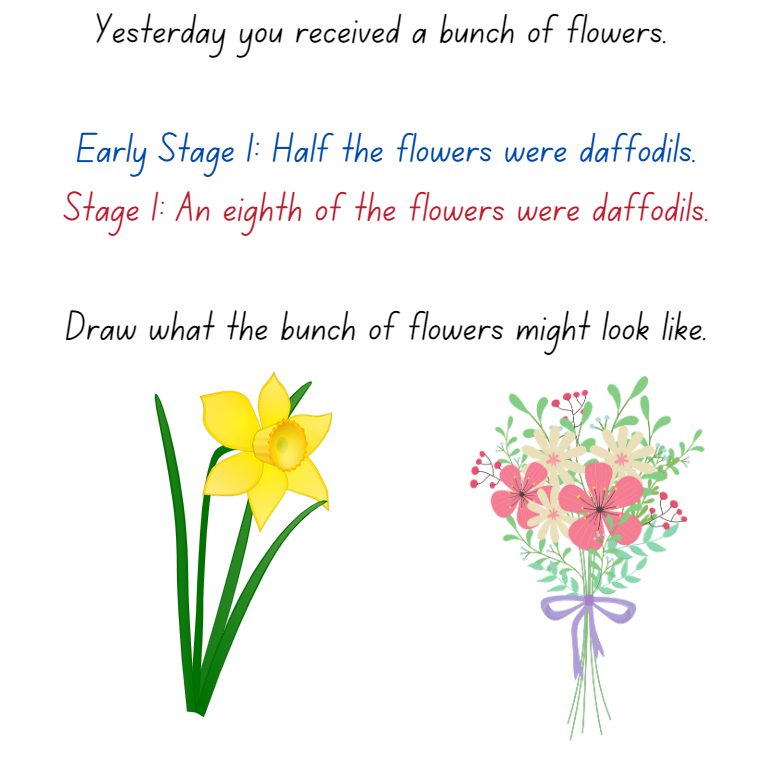 Yesterday you received a bunch of flowers.
Early Stage 1: Half the flowers were daffodils.
Stage 1: An eighth of the flowers were daffodils.
Draw what the bunch of flowers might look like.